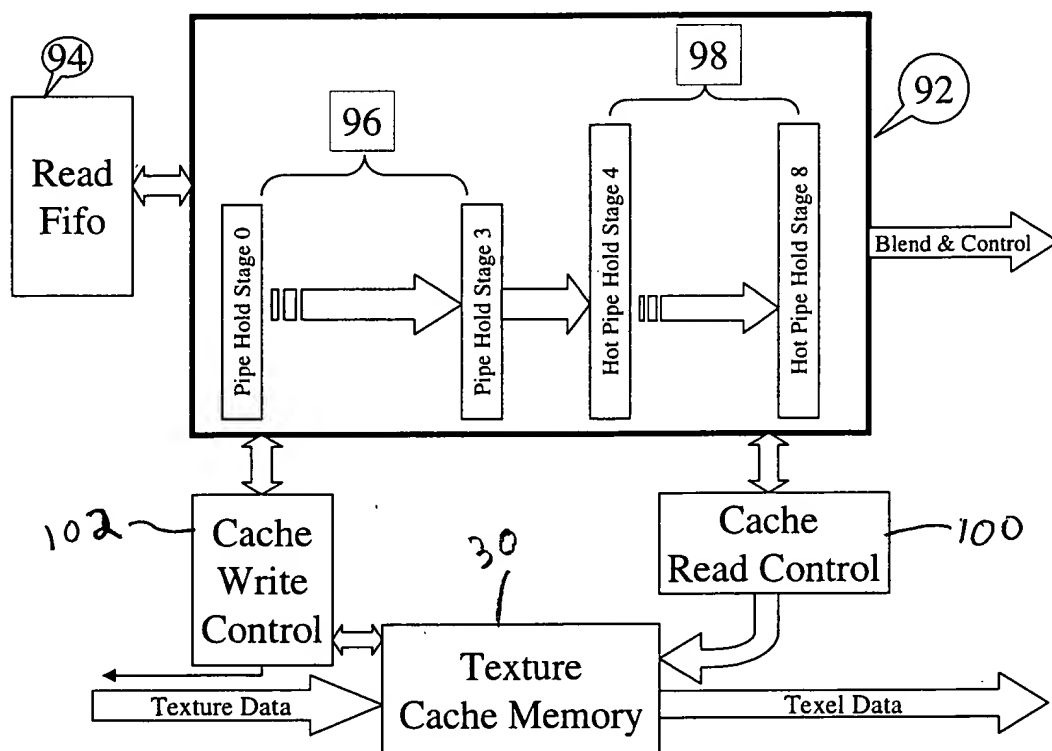 94
Read
Fifo
96
98
92
Pipe Hold Stage 0
Pipe Hold Stage 3
Hot Pipe Hold Stage 4
Hot Pipe Hold Stage 8
Blend & Control
102
Cache
Write
Control
30
Cache
Read Control
100
Texture
Cache Memory
Texture Data
Texel Data